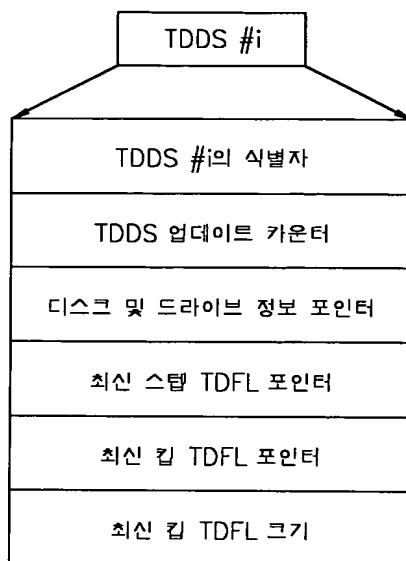 TDDS #i
TDDS #i의 식별자
TDDS 업데이트 카운터
디스크 및 드라이브 정보 포인터
최신 스텝 TDFL 포인터
최신 킵 TDFL 포인터
최신 킵 TDFL 크기